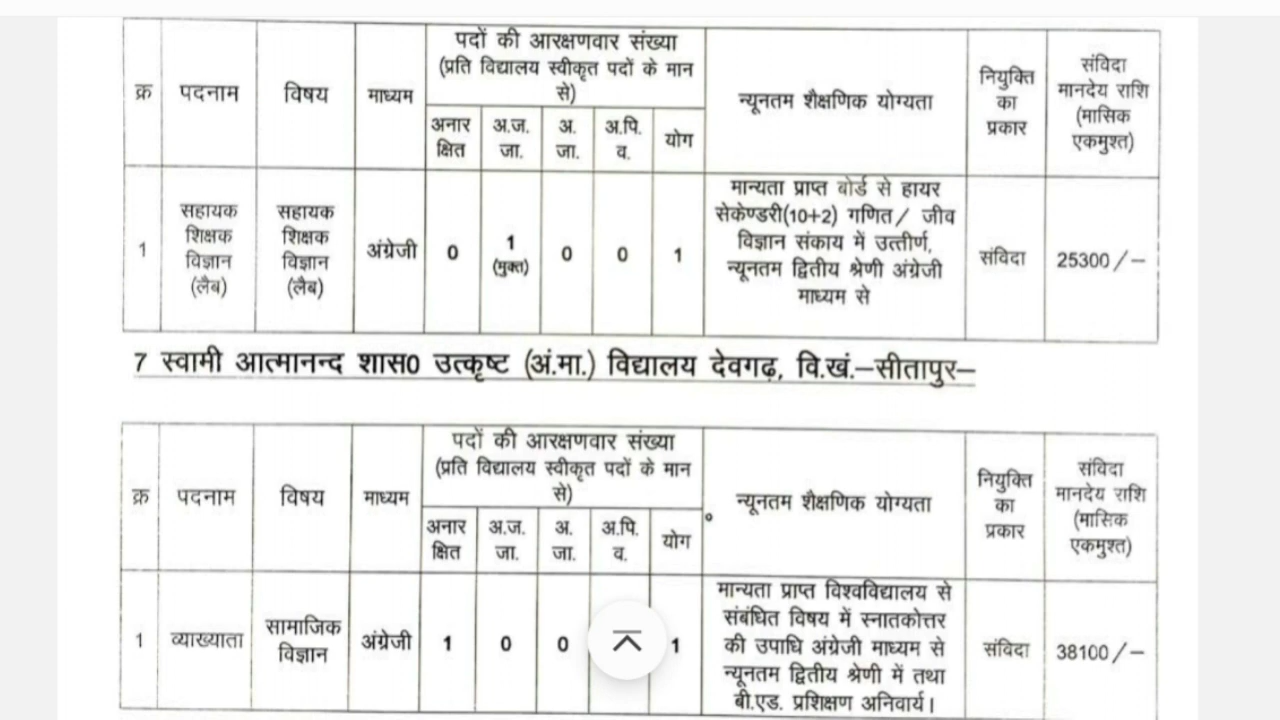 क्र
पदनाम
विषय
माध्यम
पदों की आरक्षणवार संख्या
(प्रति विद्यालय स्वीकृत पदों के मान
से)
अनार
क्षित
अ.ज.
जा.
अ.
जा.
अ.पि.
व.
योग
न्यूनतम शैक्षणिक योग्यता
नियुक्ति
का
प्रकार
संविदा
मानदेय राशि
(मासिक
एकमुश्त)
1
सहायक
शिक्षक
विज्ञान
(लैब)
सहायक
शिक्षक
विज्ञान
(लैब)
अंग्रेजी
0
1
(मुक्त)
0
0
1
मान्यता प्राप्त बोर्ड से हायर
सेकेण्डरी(10+2) गणित/ जीव
विज्ञान संकाय में उत्तीर्ण,
न्यूनतम द्वितीय श्रेणी अंग्रेजी
माध्यम से
संविदा
25300/—
7 स्वामी आत्मानन्द शास0 उत्कृष्ट (अं.मा.) विद्यालय देवगढ़, वि.खं.—सीतापुर—
क्र
पदनाम
विषय
माध्यम
पदों की आरक्षणवार संख्या
(प्रति विद्यालय स्वीकृत पदों के मान
से)
अनार
क्षित
अ.ज.
जा.
अ.
जा.
अ.पि.
व.
योग
न्यूनतम शैक्षणिक योग्यता
नियुक्ति
का
प्रकार
संविदा
मानदेय राशि
(मासिक
एकमुश्त)
1
व्याख्याता
सामाजिक
विज्ञान
अंग्रेजी
1
0
0
1
मान्यता प्राप्त विश्वविद्यालय से
संबंधित विषय में स्नातकोत्तर
की उपाधि अंग्रेजी माध्यम से
न्यूनतम द्वितीय श्रेणी में तथा
बी.एड. प्रशिक्षण अनिवार्य।
संविदा
38100/—